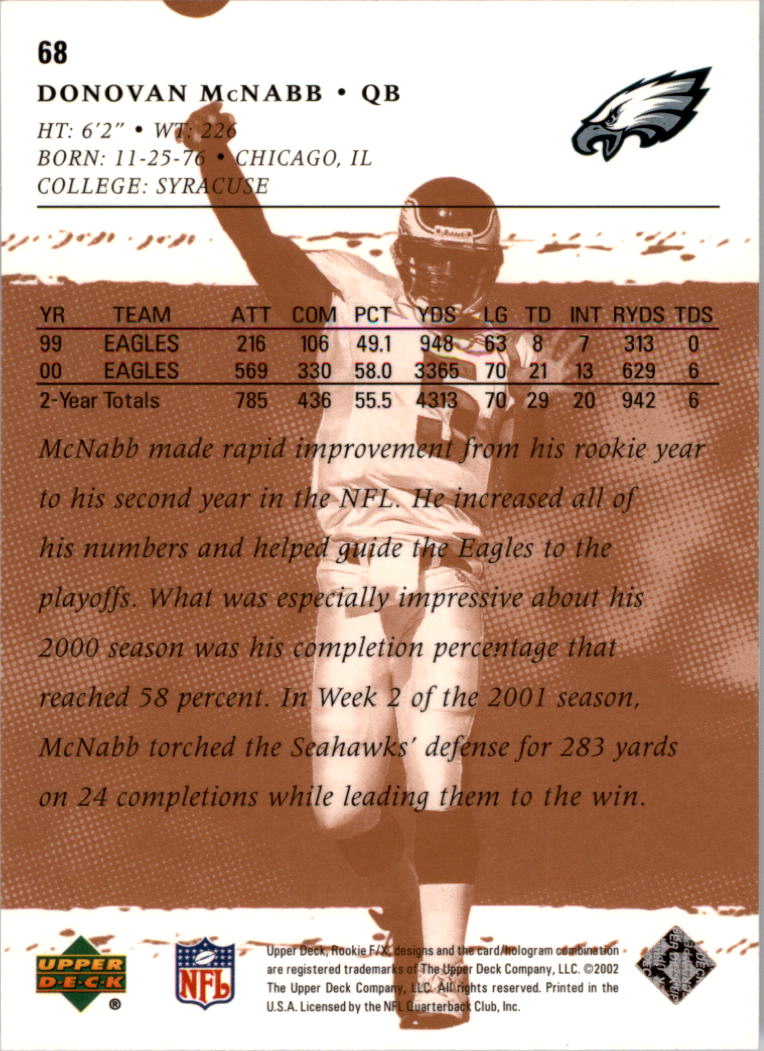 68
DONOVAN McNABB • QB
HT: 6'2" • WT: 226
BORN: 11-25-76 • CHICAGO, IL
COLLEGE: SYRACUSE
YR TEAM ATT COM PCT YDS LG TD INT RYDS TDS
99 EAGLES 216 106 49.1 948 63 8 7 313 0
00 EAGLES 569 330 58.0 3365 70 21 13 629 6
2-Year Totals 785 436 55.5 4313 70 29 20 942 6
McNabb made rapid improvement from his rookie year
to his second year in the NFL. He increased all of
his numbers and helped guide the Eagles to the
playoffs. What was especially impressive about his
2000 season was his completion percentage that
reached 58 percent. In Week 2 of the 2001 season,
McNabb torched the Seahawks' defense for 283 yards
on 24 completions while leading them to the win.
Upper Deck, Rookie F/X, designs and the card/hologram combination
are registered trademarks of The Upper Deck Company, LLC. ©2002
The Upper Deck Company, LLC. All rights reserved. Printed in the
U.S.A. Licensed by the NFL Quarterback Club, Inc.
UPPER
D•E•C•K
®
NFL